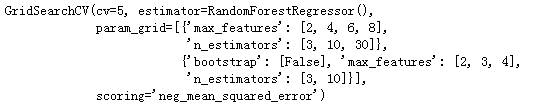 GridSearchCV(cv=5, estimator=RandomForestRegressor(),
param_grid=[{'max_features': [2, 4, 6, 8],
'n_estimators': [3, 10, 30]},
{'bootstrap': [False], 'max_features': [2, 3, 4],
'n_estimators': [3, 10]}],
scoring='neg_mean_squared_error')